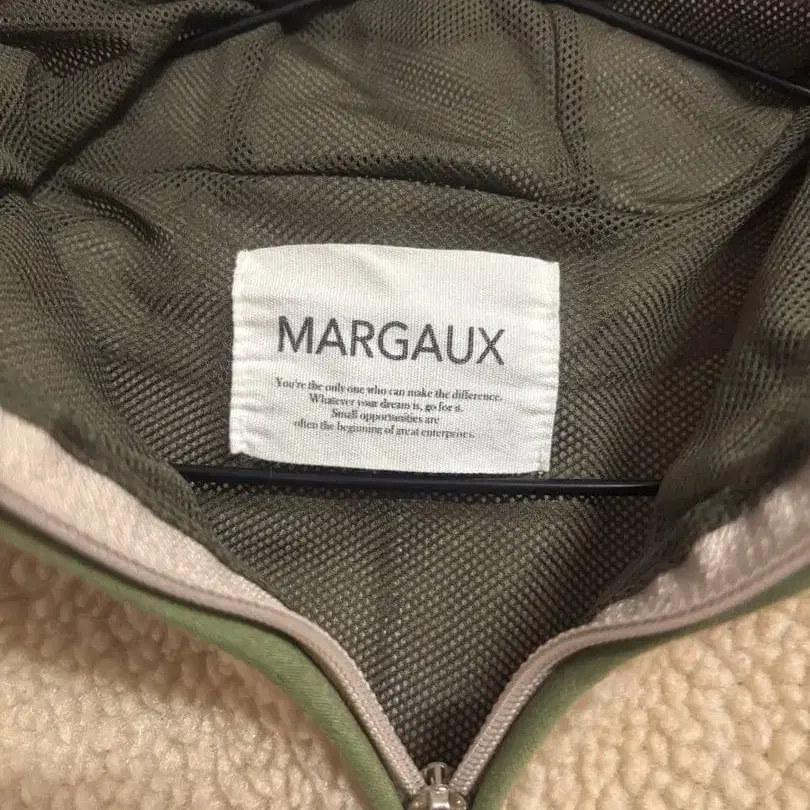 MARGAUX
You're the only one who can make the difference.
Whatever your dream is, go for it.
Small opportunities are
often the beginning of great enterprises.